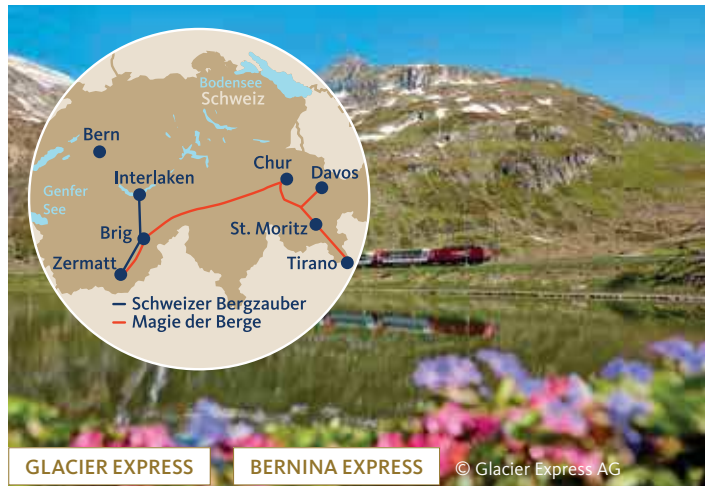 Bodensee
Schweiz
Bern
Interlaken
Chur
Davos
Genfer
See
Brig
St. Moritz
Zermatt
Tirano
Schweizer Bergzauber
Magie der Berge
GLACIER EXPRESS
BERNINA EXPRESS
© Glacier Express AG